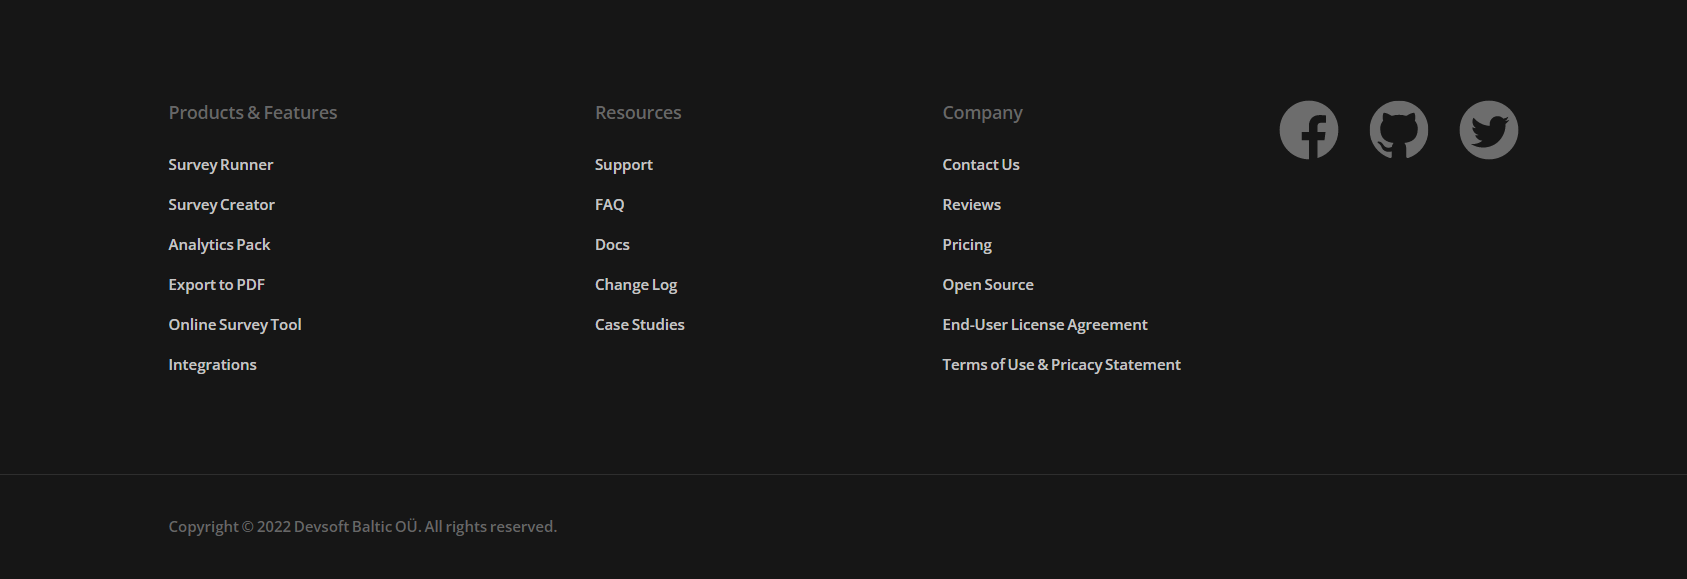 Products & Features
Survey Runner
Survey Creator
Analytics Pack
Export to PDF
Online Survey Tool
Integrations
Resources
Support
FAQ
Docs
Change Log
Case Studies
Company
Contact Us
Reviews
Pricing
Open Source
End-User License Agreement
Terms of Use & Pricacy Statement
Copyright © 2022 Devsoft Baltic OÜ. All rights reserved.